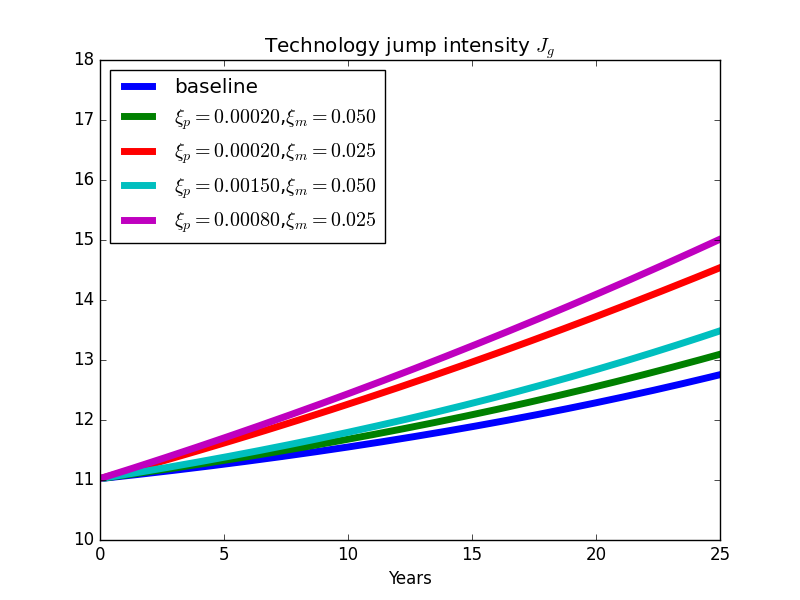 Technology jump intensity J_g
18
17
16
15
14
13
12
11
10
baseline
ξ_p = 0.00020,ξ_m = 0.050
ξ_p = 0.00020,ξ_m = 0.025
ξ_p = 0.00150,ξ_m = 0.050
ξ_p = 0.00080,ξ_m = 0.025
0 5 10 15 20 25
Years